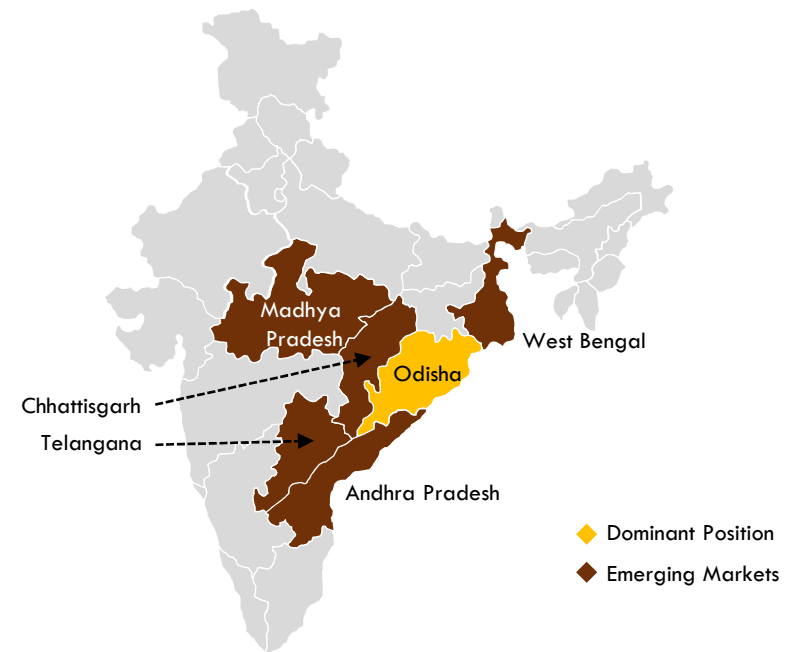 Madhya
Pradesh
West Bengal
Odisha
Chhattisgarh
Telangana
Andhra Pradesh
Dominant Position
Emerging Markets